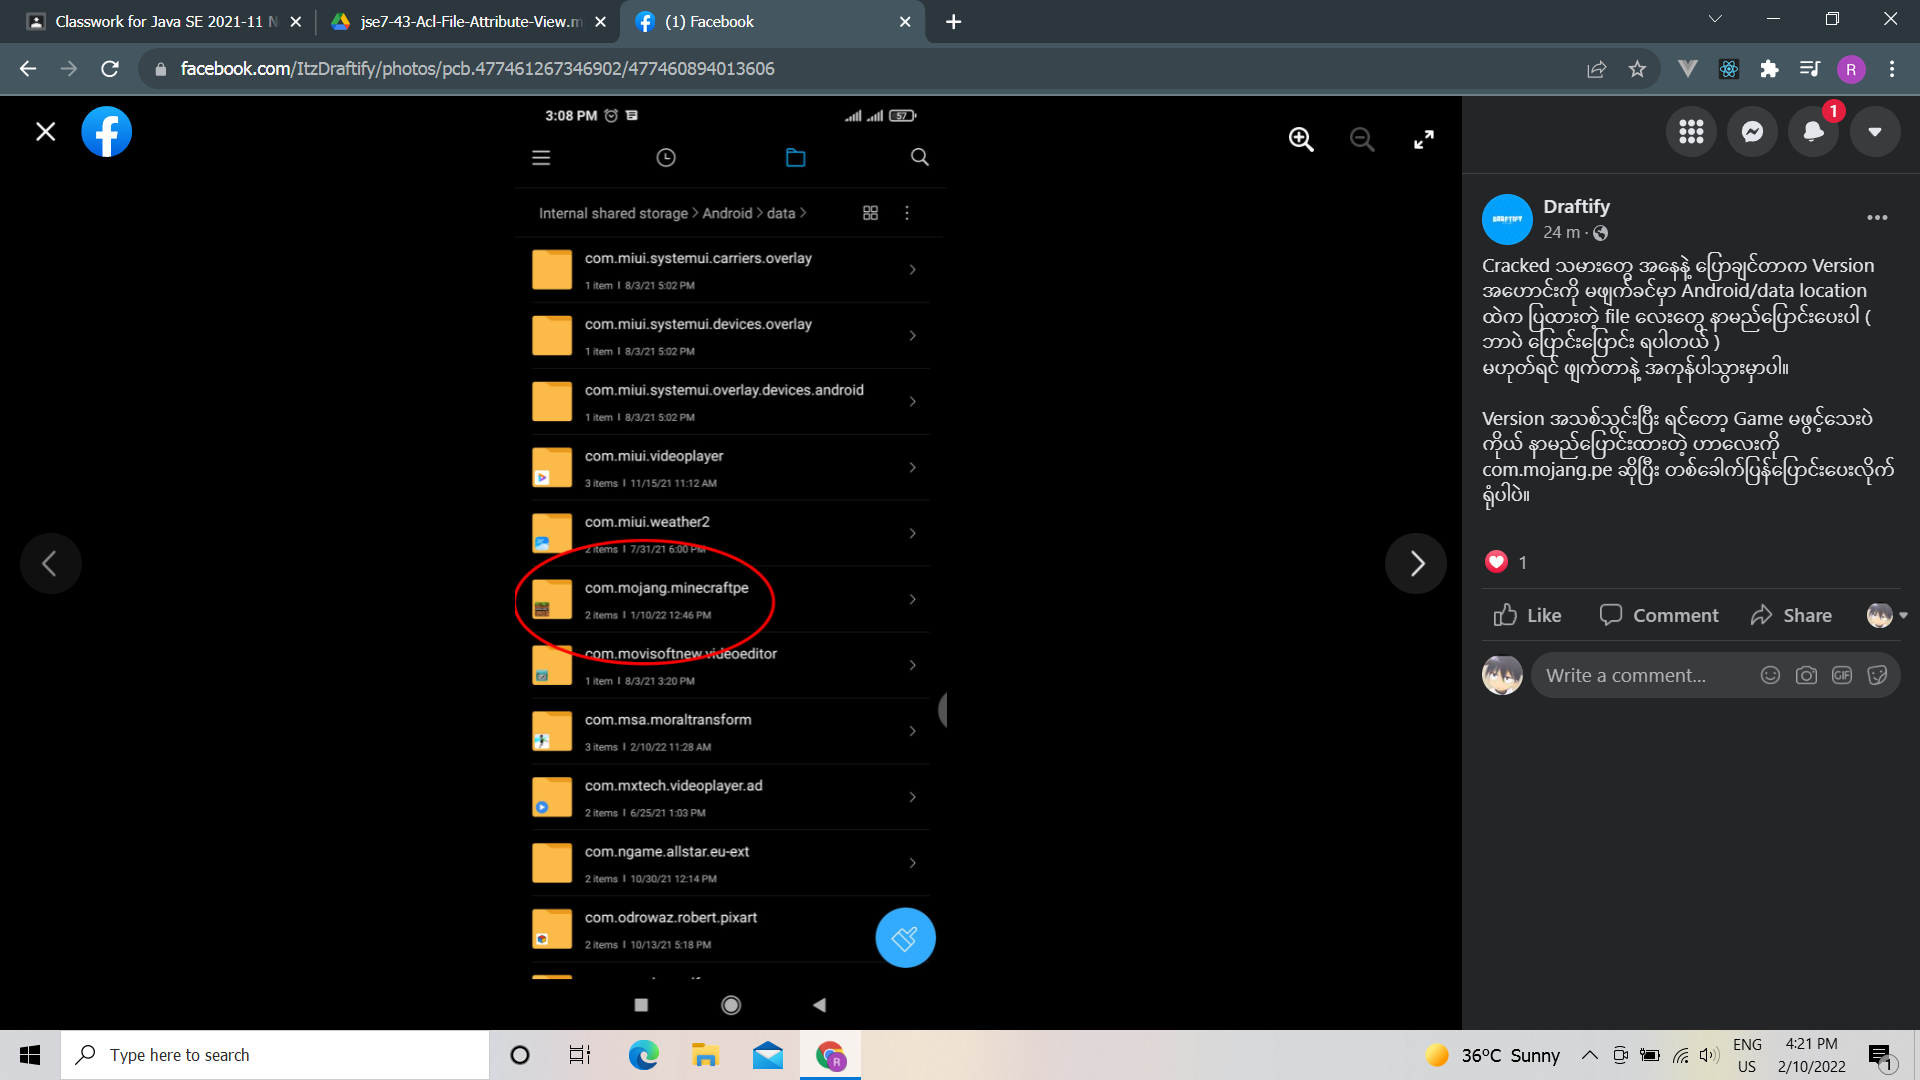 Classwork for Java SE 2021-11 N
jse7-43-Acl-File-Attribute-View.m
(1) Facebook
facebook.com/ItzDraftify/photos/pcb.477461267346902/477460894013606
R
3:08 PM
57
Internal shared storage > Android > data >
com.miui.systemui.carriers.overlay
1 item | 8/3/21 5:02 PM
com.miui.systemui.devices.overlay
1 item | 8/3/21 5:02 PM
com.miui.systemui.overlay.devices.android
1 item | 8/3/21 5:02 PM
com.miui.videoplayer
3 items | 11/15/21 11:12 AM
com.miui.weather2
2 items | 7/31/21 6:00 PM
com.mojang.minecraftpe
2 items | 1/10/22 12:46 PM
com.movisoftnew.videoeditor
1 item | 8/3/21 3:20 PM
com.msa.moraltransform
3 items | 2/10/22 11:28 AM
com.mxtech.videoplayer.ad
2 items | 6/25/21 1:03 PM
com.ngame.allstar.eu-ext
2 items | 10/30/21 12:14 PM
com.odrowaz.robert.pixart
2 items | 10/13/21 5:18 PM
1
DRAFTIFY
Draftify
24 m ·
Cracked သမားတွေ အနေနဲ့ ပြောချင်တာက Version
အဟောင်းကို မဖျက်ခင်မှာ Android/data location
ထဲက ပြထားတဲ့ file လေးတွေ နာမည်ပြောင်းပေးပါ (
ဘာပဲ ပြောင်းပြောင်း ရပါတယ် )
မဟုတ်ရင် ဖျက်တာနဲ့ အကုန်ပါသွားမှာပါ။
Version အသစ်သွင်းပြီး ရင်တော့ Game မဖွင့်သေးပဲ
ကိုယ် နာမည်ပြောင်းထားတဲ့ ဟာလေးကို
com.mojang.pe ဆိုပြီး တစ်ခေါက်ပြန်ပြောင်းပေးလိုက်
ရုံပါပဲ။
1
Like
Comment
Share
Write a comment...
GIF
Type here to search
R
36°C Sunny
ENG
US
4:21 PM
2/10/2022
1